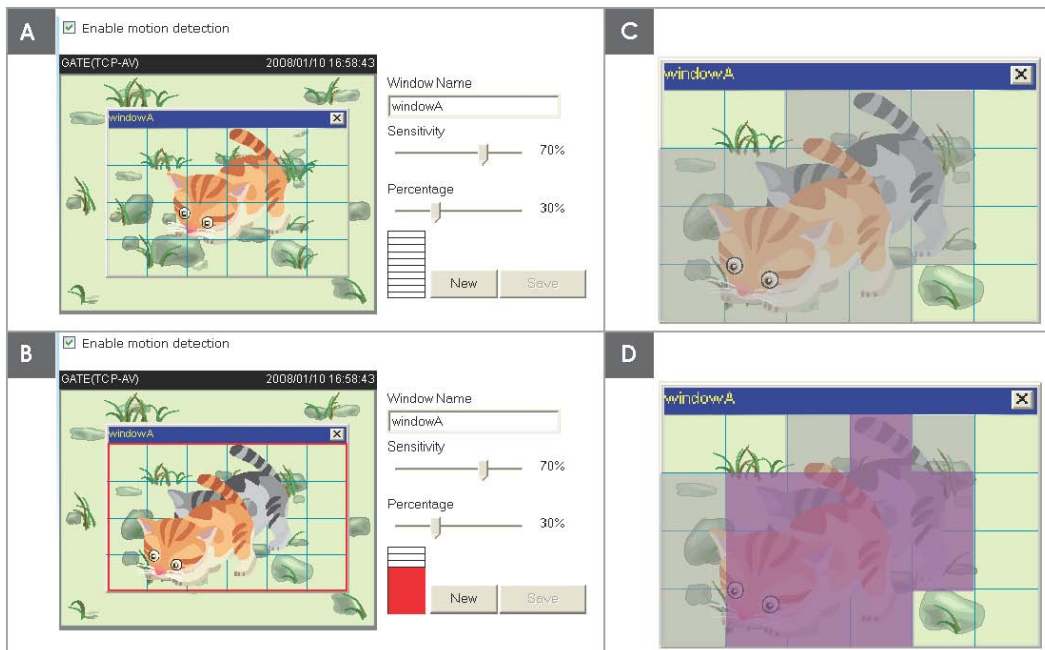 A
Enable motion detection
GATE(TCP-AV) 2008/01/10 16:58:43
windowA
Window Name
windowA
Sensitivity
70%
Percentage
30%
New Save
C
windowA
B
Enable motion detection
GATE(TCP-AV) 2008/01/10 16:58:43
windowA
Window Name
windowA
Sensitivity
70%
Percentage
30%
New Save
D
windowA